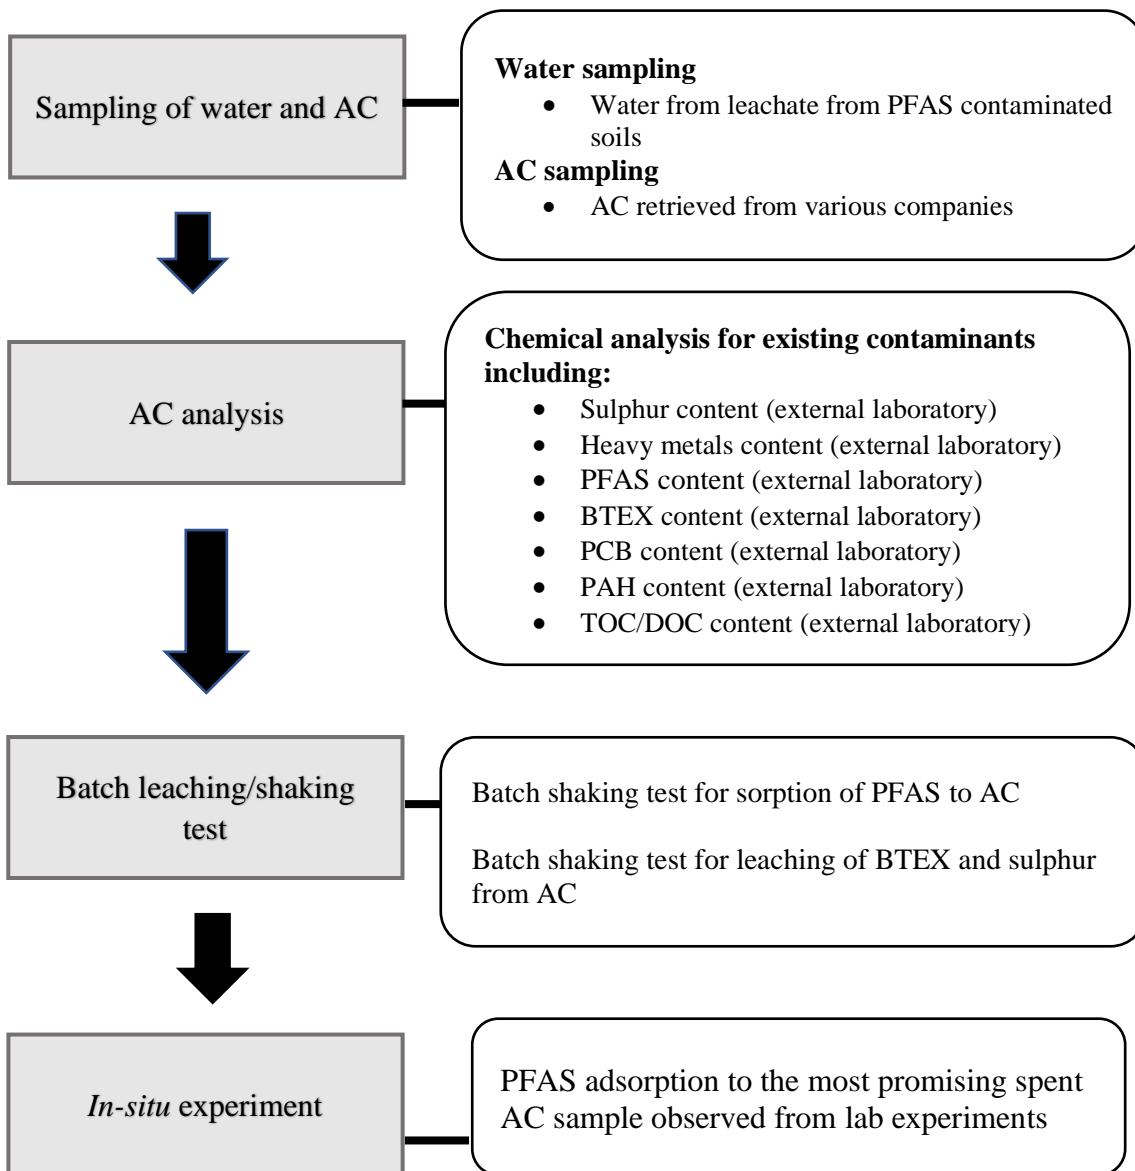 Sampling of water and AC
Water sampling
• Water from leachate from PFAS contaminated
soils
AC sampling
• AC retrieved from various companies
AC analysis
Chemical analysis for existing contaminants
including:
• Sulphur content (external laboratory)
• Heavy metals content (external laboratory)
• PFAS content (external laboratory)
• BTEX content (external laboratory)
• PCB content (external laboratory)
• PAH content (external laboratory)
• TOC/DOC content (external laboratory)
Batch leaching/shaking
test
Batch shaking test for sorption of PFAS to AC
Batch shaking test for leaching of BTEX and sulphur
from AC
In-situ experiment
PFAS adsorption to the most promising spent
AC sample observed from lab experiments